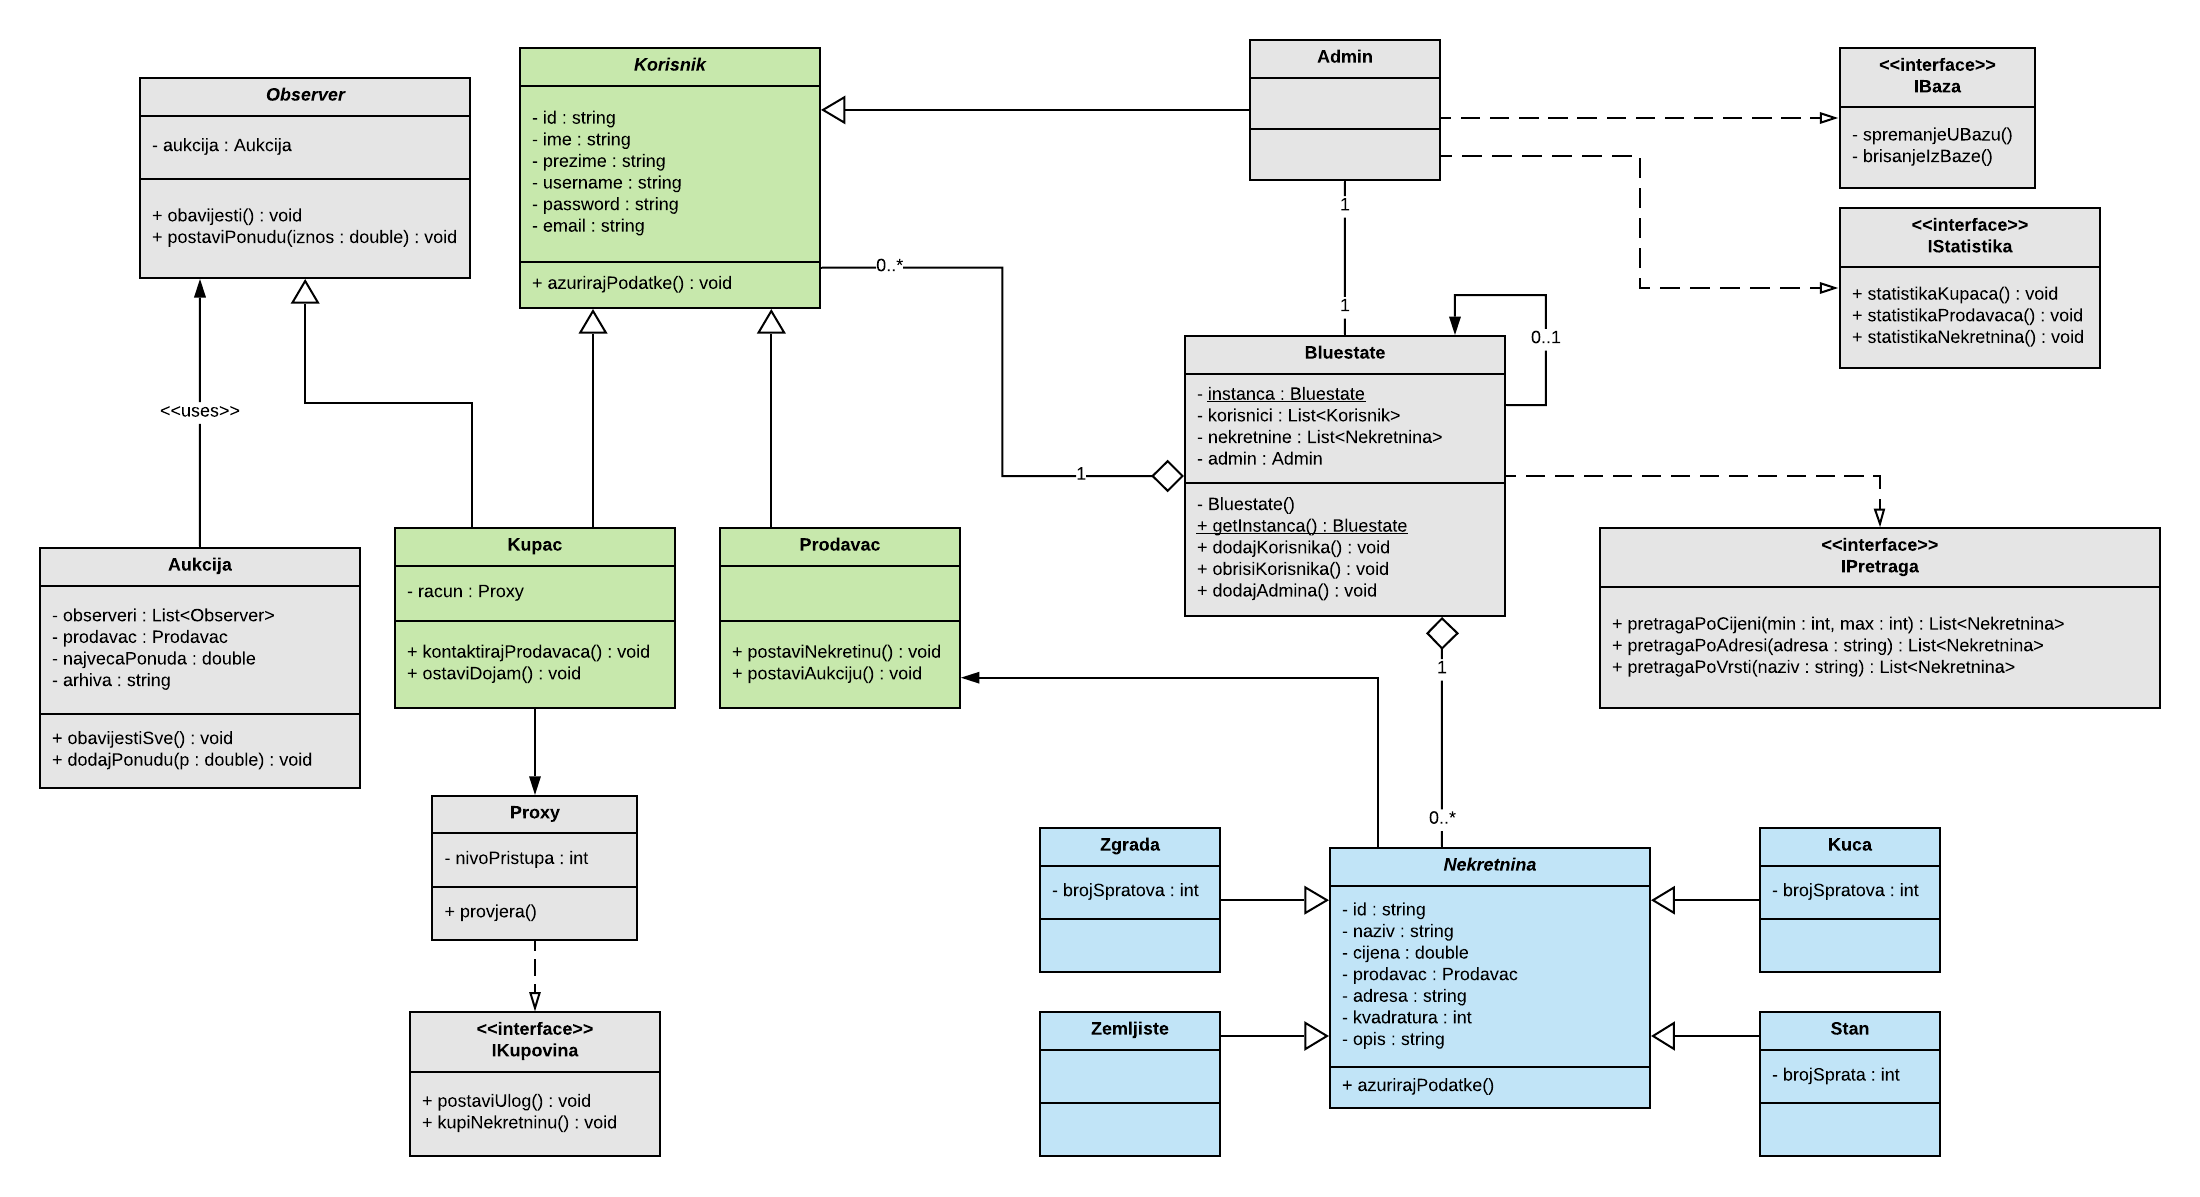 Observer
- aukcija : Aukcija
+ obavijesti() : void
+ postaviPonudu(iznos : double) : void
Korisnik
- id : string
- ime : string
- prezime : string
- username : string
- password : string
- email : string
+ azurirajPodatke() : void
Admin
<<interface>>
IBaza
- spremanjeUBazu()
- brisanjeIzBaze()
<<interface>>
IStatistika
+ statistikaKupaca() : void
+ statistikaProdavaca() : void
+ statistikaNekretnina() : void
1
1
0..*
1
0..1
Bluestate
- instanca : Bluestate
- korisnici : List<Korisnik>
- nekretnine : List<Nekretnina>
- admin : Admin
- Bluestate()
+ getInstanca() : Bluestate
+ dodajKorisnika() : void
+ obrisiKorisnika() : void
+ dodajAdmina() : void
<<uses>>
Aukcija
- observeri : List<Observer>
- prodavac : Prodavac
- najvecaPonuda : double
- arhiva : string
+ obavijestiSve() : void
+ dodajPonudu(p : double) : void
Kupac
- racun : Proxy
+ kontaktirajProdavaca() : void
+ ostaviDojam() : void
Prodavac
+ postaviNekretinu() : void
+ postaviAukciju() : void
<<interface>>
IPretraga
+ pretragaPoCijeni(min : int, max : int) : List<Nekretnina>
+ pretragaPoAdresi(adresa : string) : List<Nekretnina>
+ pretragaPoVrsti(naziv : string) : List<Nekretnina>
1
0..*
Proxy
- nivoPristupa : int
+ provjera()
<<interface>>
IKupovina
+ postaviUlog() : void
+ kupiNekretninu() : void
Zgrada
- brojSpratova : int
Nekretnina
- id : string
- naziv : string
- cijena : double
- prodavac : Prodavac
- adresa : string
- kvadratura : int
- opis : string
+ azurirajPodatke()
Kuca
- brojSpratova : int
Zemljiste
Stan
- brojSprata : int